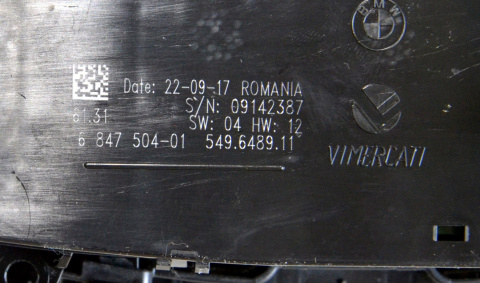 BMW
Date: 22-09-17 ROMANIA
S/N: 09142387
61.31
SW: 04 HW: 12
6 847 504-01 549.6489.11
VIMERCATI